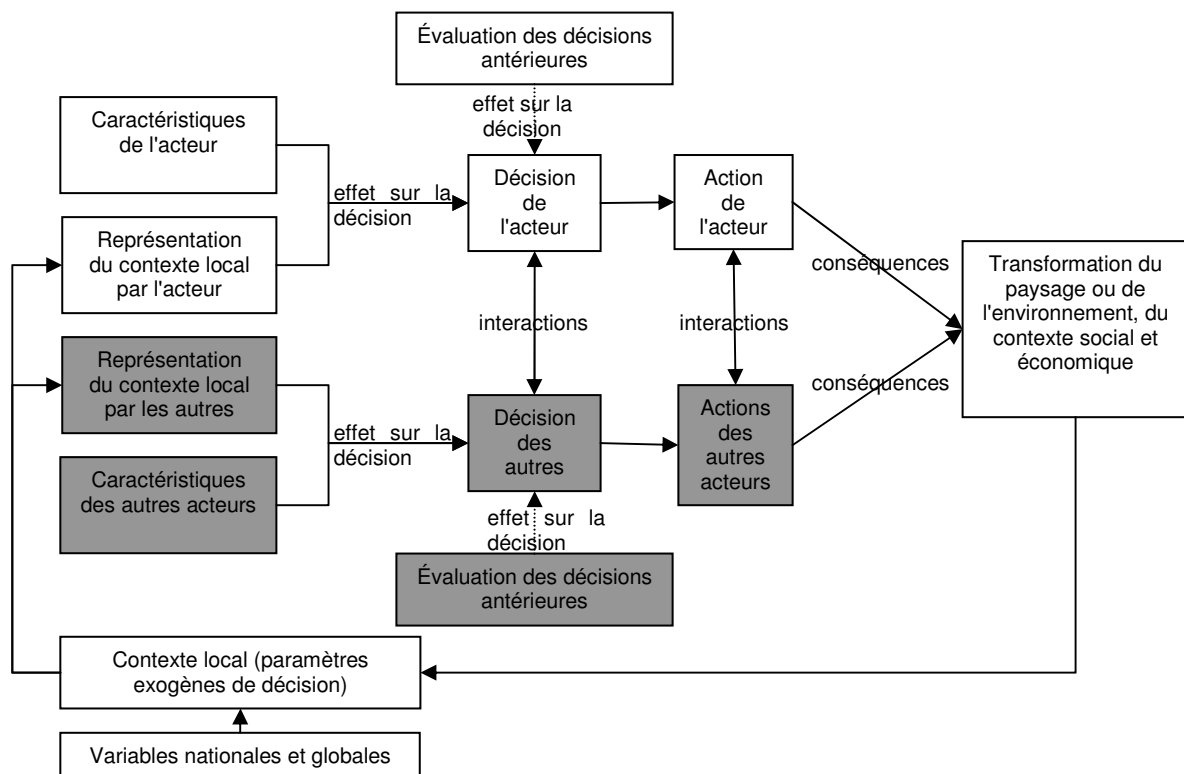 Évaluation des décisions
antérieures
effet sur la
décision
Caractéristiques
de l'acteur
effet sur la
décision
Décision
de
l'acteur
Action
de
l'acteur
Représentation
du contexte local
par l'acteur
conséquences
Transformation du
paysage ou de
l'environnement, du
contexte social et
économique
interactions
interactions
Représentation
du contexte local
par les autres
conséquences
effet sur la
décision
Décision
des
autres
Actions
des
autres
acteurs
Caractéristiques
des autres acteurs
effet sur la
décision
Évaluation des décisions
antérieures
Contexte local (paramètres
exogènes de décision)
Variables nationales et globales